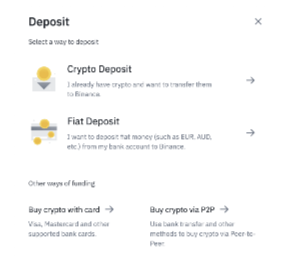 Deposit
Select a way to deposit
Crypto Deposit
I already have crypto and want to transfer them
to Binance.
Fiat Deposit
I want to deposit fiat money (such as EUR, AUD,
etc.) from my bank account to Binance.
Other ways of funding
Buy crypto with card
Visa, Mastercard and other
supported bank cards.
Buy crypto via P2P
Use bank transfer and other
methods to buy crypto via Peer-to-
Peer.